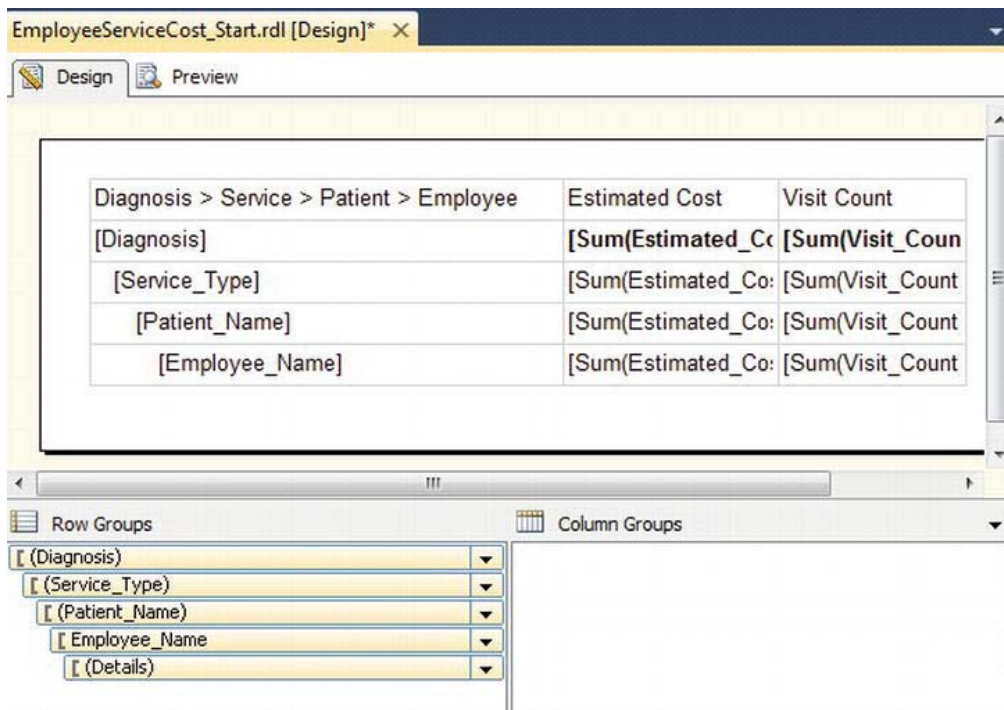 EmployeeServiceCost_Start.rdl [Design]*
Design Preview
Diagnosis > Service > Patient > Employee Estimated Cost Visit Count
[Diagnosis] [Sum(Estimated_Co [Sum(Visit_Coun
[Service_Type] [Sum(Estimated_Co [Sum(Visit_Count
[Patient_Name] [Sum(Estimated_Co [Sum(Visit_Count
[Employee_Name] [Sum(Estimated_Co [Sum(Visit_Count
Row Groups Column Groups
(Diagnosis)
(Service_Type)
(Patient_Name)
Employee_Name
(Details)